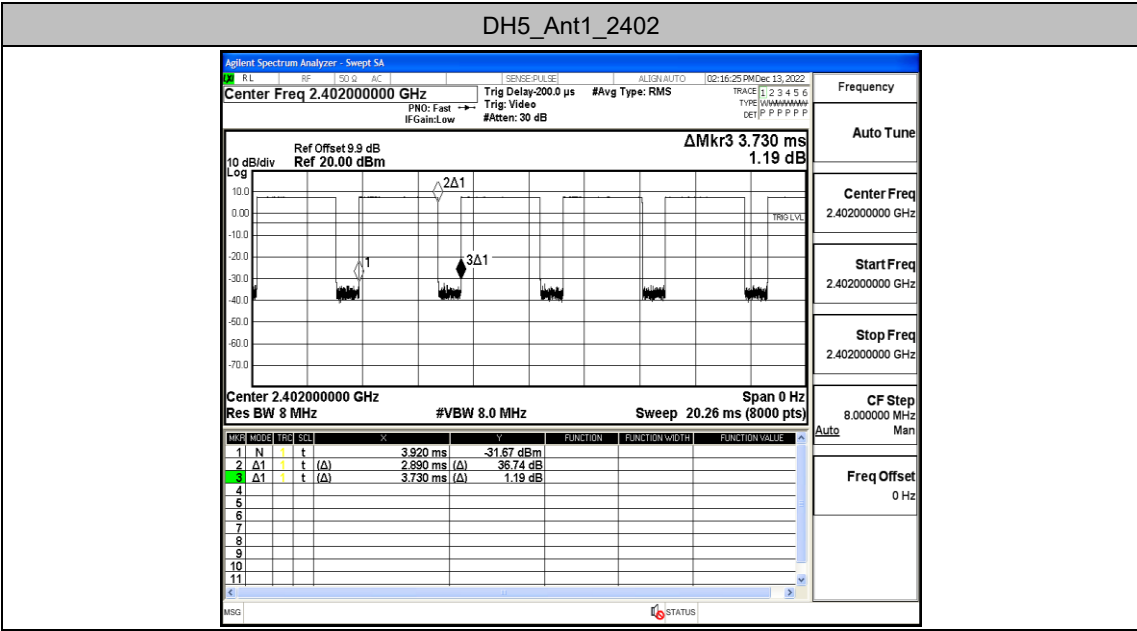 DH5_Ant1_2402
Agilent Spectrum Analyzer - Swept SA
LXI RL RF 50 Ω AC SENSE:PULSE ALIGN AUTO 02:16:25 PM Dec 13, 2022
Center Freq 2.402000000 GHz Trig Delay-200.0 µs #Avg Type: RMS TRACE 1 2 3 4 5 6
PNO: Fast Trig: Video TYPE
IFGain:Low #Atten: 30 dB DET P P P P P P
Frequency
ΔMkr3 3.730 ms
1.19 dB
Ref Offset 9.9 dB
10 dB/div Ref 20.00 dBm
Log
10.0
0.00
-10.0
-20.0
-30.0
-40.0
-50.0
-60.0
-70.0
2Δ1
TRIG LVL
1
3Δ1
Center 2.402000000 GHz Span 0 Hz
Res BW 8 MHz #VBW 8.0 MHz Sweep 20.26 ms (8000 pts)
MKR MODE TRC SCL X Y FUNCTION FUNCTION WIDTH FUNCTION VALUE
1 N 1 t 3.920 ms -31.67 dBm
2 Δ1 1 t (Δ) 2.890 ms (Δ) 36.74 dB
3 Δ1 1 t (Δ) 3.730 ms (Δ) 1.19 dB
4
5
6
7
8
9
10
11
MSG STATUS
Auto Tune
Center Freq
2.402000000 GHz
Start Freq
2.402000000 GHz
Stop Freq
2.402000000 GHz
CF Step
8.000000 MHz
Auto Man
Freq Offset
0 Hz